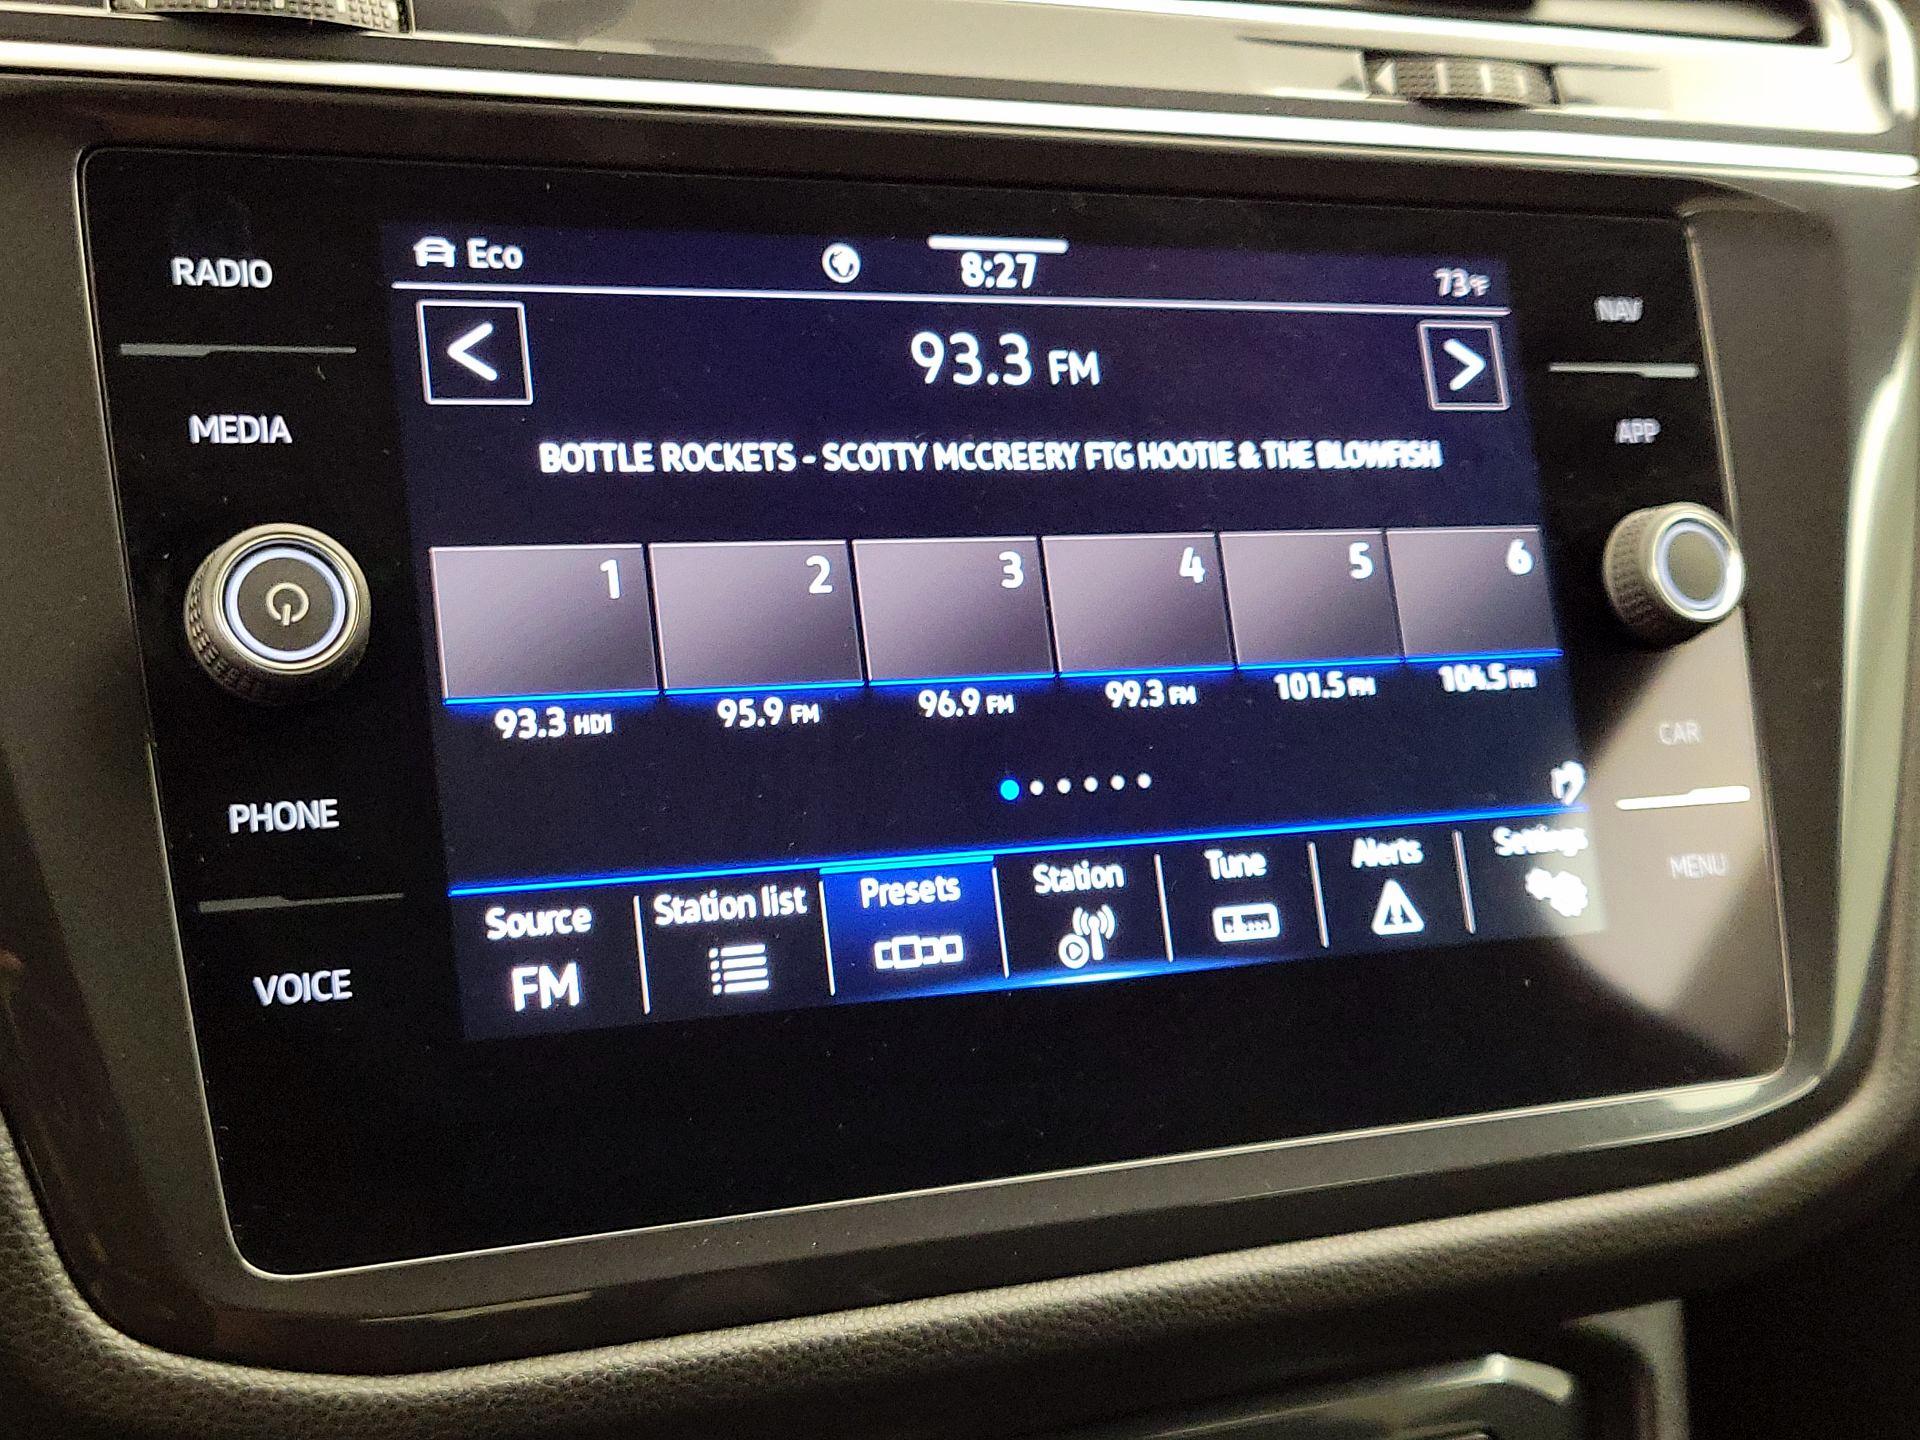 RADIO
MEDIA
PHONE
VOICE
Eco
8:27
73°F
93.3 FM
BOTTLE ROCKETS - SCOTTY MCCREERY FTG HOOTIE & THE BLOWFISH
1
2
3
4
5
6
93.3 HD1
95.9 FM
96.9 FM
99.3 FM
101.5 FM
104.5 FM
Source
FM
Station list
Presets
Station
Tune
Alerts
Settings
NAV
APP
CAR
MENU